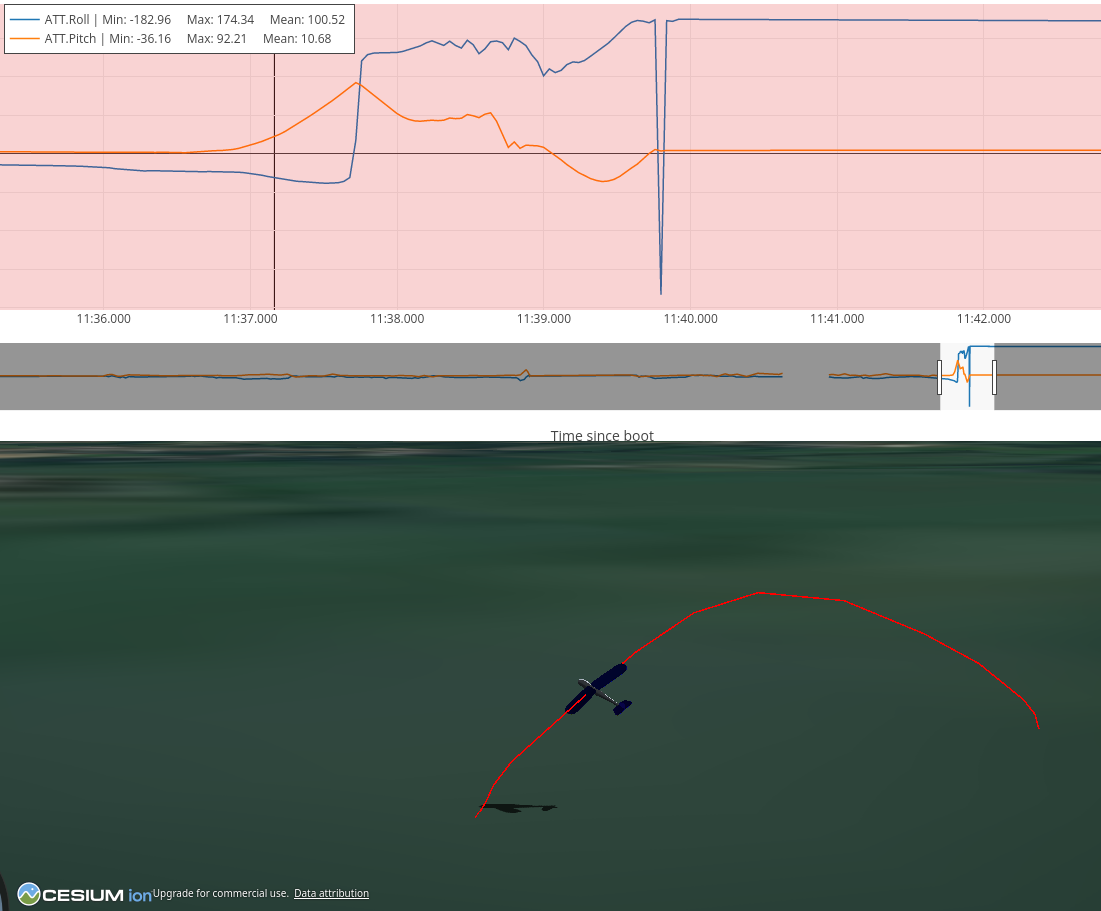 ATT.Roll | Min: -182.96 Max: 174.34 Mean: 100.52
ATT.Pitch | Min: -36.16 Max: 92.21 Mean: 10.68
11:36.000 11:37.000 11:38.000 11:39.000 11:40.000 11:41.000 11:42.000
Time since boot
CESIUM ion Upgrade for commercial use. Data attribution